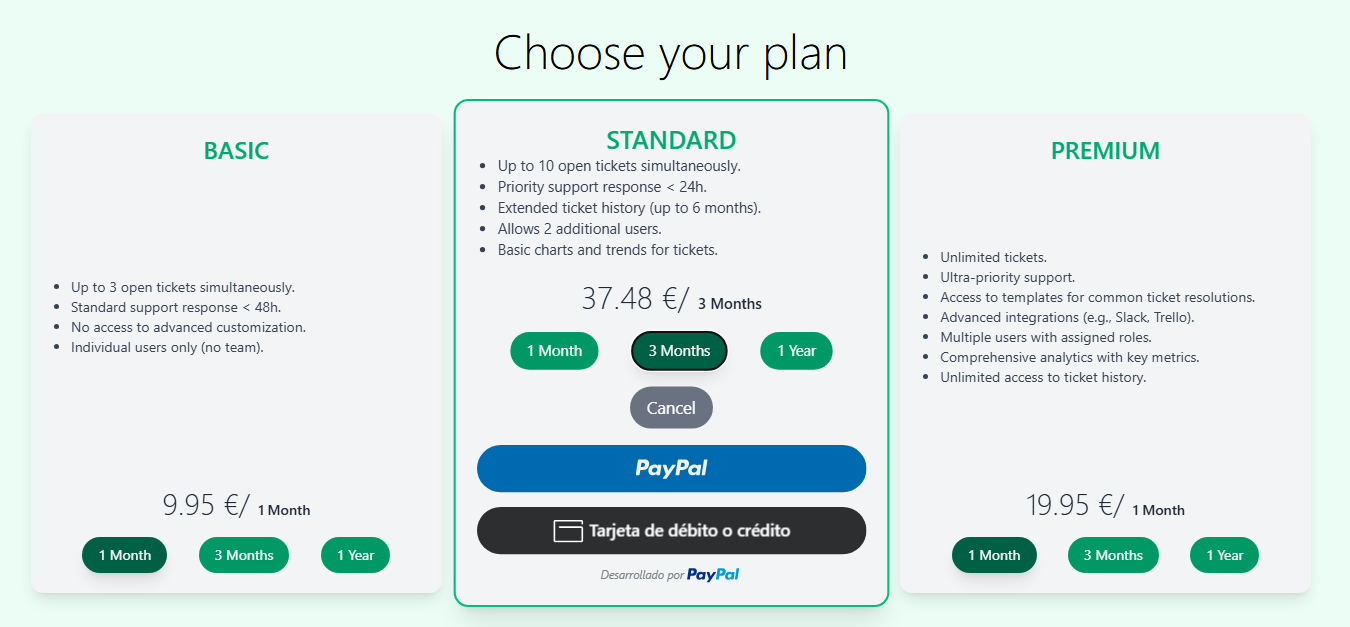 Choose your plan
BASIC
Up to 3 open tickets simultaneously.
Standard support response < 48h.
No access to advanced customization.
Individual users only (no team).
9.95 €/ 1 Month
1 Month 3 Months 1 Year
STANDARD
Up to 10 open tickets simultaneously.
Priority support response < 24h.
Extended ticket history (up to 6 months).
Allows 2 additional users.
Basic charts and trends for tickets.
37.48 €/ 3 Months
1 Month 3 Months 1 Year
Cancel
PayPal
Tarjeta de débito o crédito
Desarrollado por PayPal
PREMIUM
Unlimited tickets.
Ultra-priority support.
Access to templates for common ticket resolutions.
Advanced integrations (e.g., Slack, Trello).
Multiple users with assigned roles.
Comprehensive analytics with key metrics.
Unlimited access to ticket history.
19.95 €/ 1 Month
1 Month 3 Months 1 Year